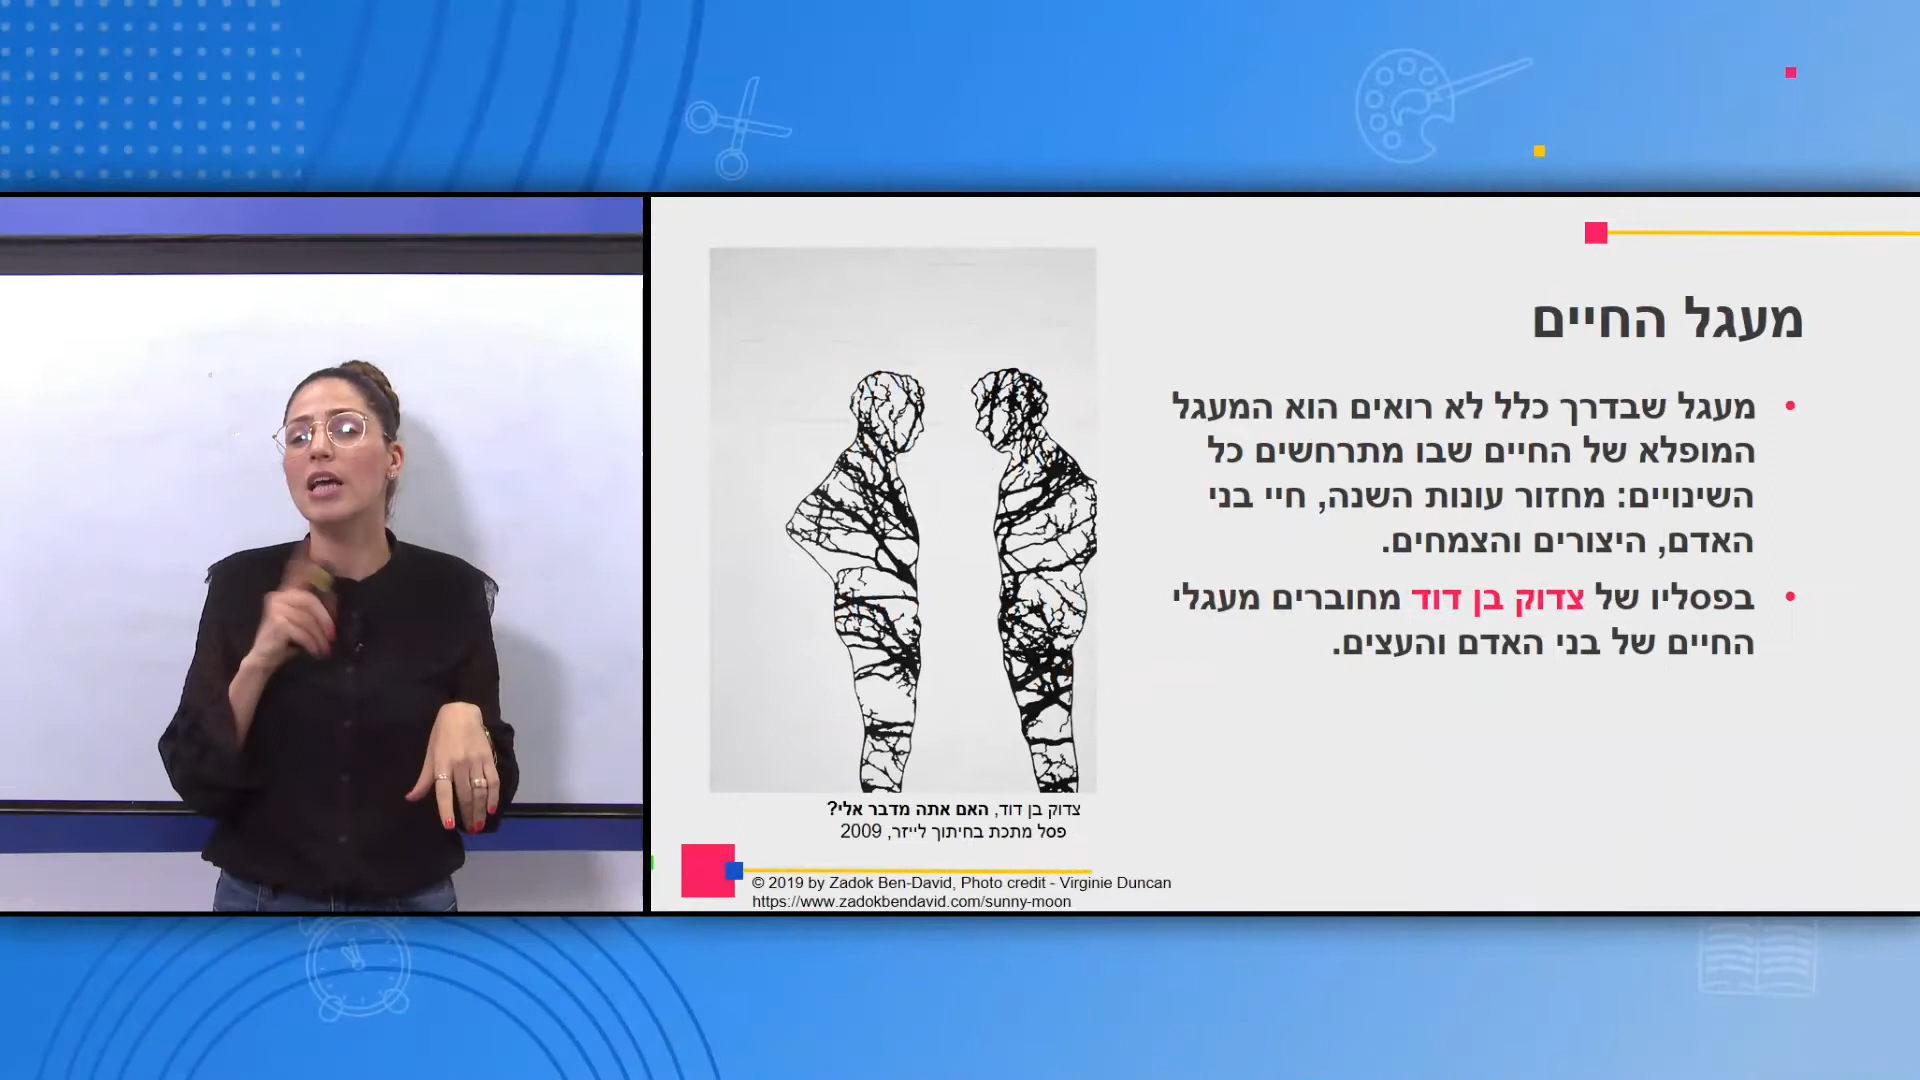 מעגל החיים
מעגל שבדרך כלל לא רואים הוא המעגל
המופלא של החיים שבו מתרחשים כל
השינויים: מחזור עונות השנה, חיי בני
האדם, היצורים והצמחים.
בפסליו של צדוק בן דוד מחוברים מעגלי
החיים של בני האדם והעצים.
צדוק בן דוד, האם אתה מדבר אלי?
פסל מתכת בחיתוך לייזר, 2009
© 2019 by Zadok Ben-David, Photo credit - Virginie Duncan
https://www.zadokbendavid.com/sunny-moon